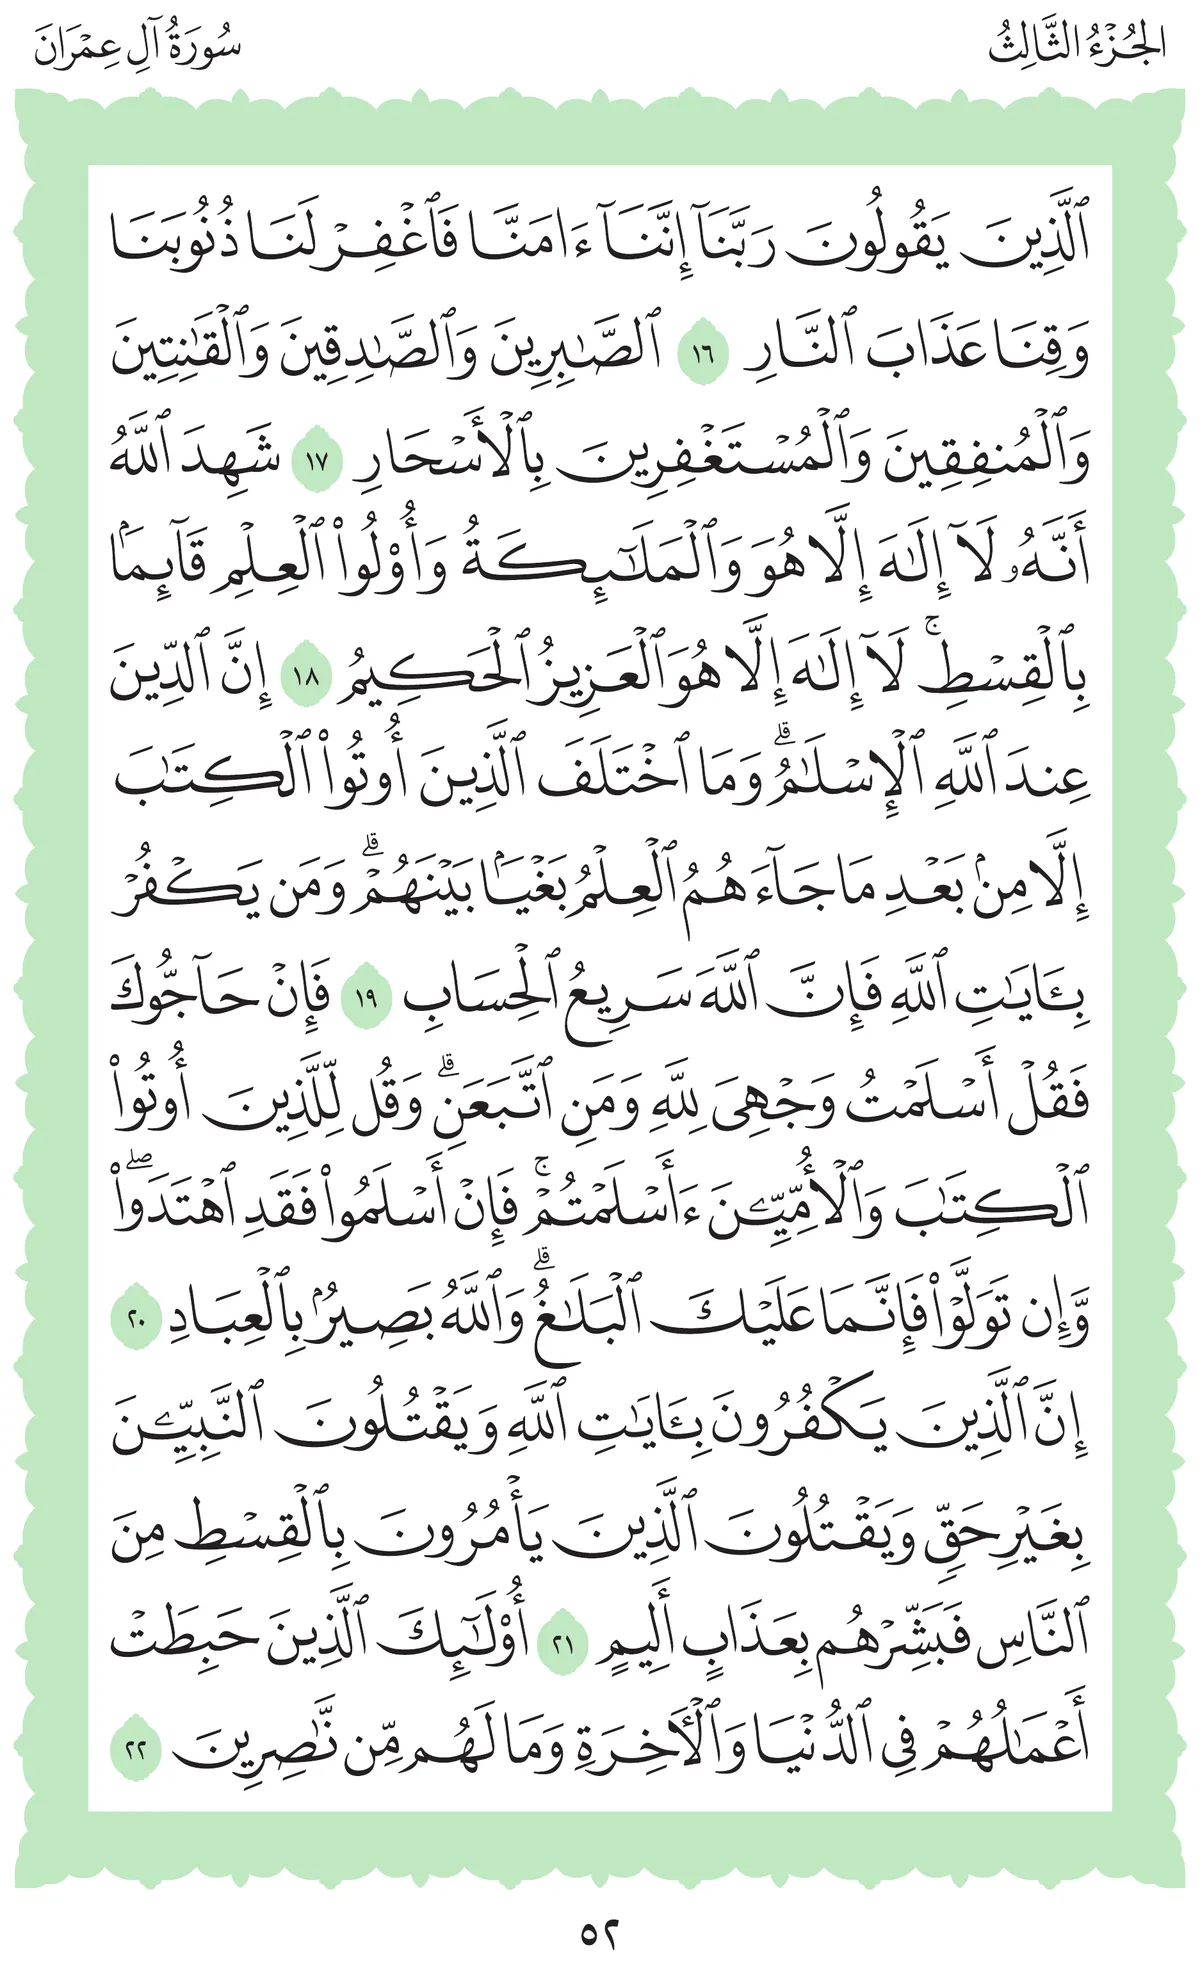 الجُزْءُ الثَّالِثُ
سُورَةُ آلِ عِمْرَانَ
ٱلَّذِينَ يَقُولُونَ رَبَّنَآ إِنَّنَآ ءَامَنَّا فَٱغْفِرْ لَنَا ذُنُوبَنَا
وَقِنَا عَذَابَ ٱلنَّارِ ١٦ ٱلصَّٰبِرِينَ وَٱلصَّٰدِقِينَ وَٱلْقَٰنِتِينَ
وَٱلْمُنفِقِينَ وَٱلْمُسْتَغْفِرِينَ بِٱلْأَسْحَارِ ١٧ شَهِدَ ٱللَّهُ
أَنَّهُۥ لَآ إِلَٰهَ إِلَّا هُوَ وَٱلْمَلَٰٓئِكَةُ وَأُوْلُوا۟ ٱلْعِلْمِ قَآئِمًۢا
بِٱلْقِسْطِۚ لَآ إِلَٰهَ إِلَّا هُوَ ٱلْعَزِيزُ ٱلْحَكِيمُ ١٨ إِنَّ ٱلدِّينَ
عِندَ ٱللَّهِ ٱلْإِسْلَٰمُۗ وَمَا ٱخْتَلَفَ ٱلَّذِينَ أُوتُوا۟ ٱلْكِتَٰبَ
إِلَّا مِنۢ بَعْدِ مَا جَآءَهُمُ ٱلْعِلْمُ بَغْيًۢا بَيْنَهُمْۗ وَمَن يَكْفُرْ
بِـَٔايَٰتِ ٱللَّهِ فَإِنَّ ٱللَّهَ سَرِيعُ ٱلْحِسَابِ ١٩ فَإِنْ حَآجُّوكَ
فَقُلْ أَسْلَمْتُ وَجْهِىَ لِلَّهِ وَمَنِ ٱتَّبَعَنِۗ وَقُل لِّلَّذِينَ أُوتُوا۟
ٱلْكِتَٰبَ وَٱلْأُمِّيِّـۧنَ ءَأَسْلَمْتُمْۚ فَإِنْ أَسْلَمُوا۟ فَقَدِ ٱهْتَدَوا۟ۖ
وَّإِن تَوَلَّوْا۟ فَإِنَّمَا عَلَيْكَ ٱلْبَلَٰغُۗ وَٱللَّهُ بَصِيرٌۢ بِٱلْعِبَادِ ٢٠
إِنَّ ٱلَّذِينَ يَكْفُرُونَ بِـَٔايَٰتِ ٱللَّهِ وَيَقْتُلُونَ ٱلنَّبِيِّـۧنَ
بِغَيْرِ حَقٍّ وَيَقْتُلُونَ ٱلَّذِينَ يَأْمُرُونَ بِٱلْقِسْطِ مِنَ
ٱلنَّاسِ فَبَشِّرْهُم بِعَذَابٍ أَلِيمٍ ٢١ أُوْلَٰٓئِكَ ٱلَّذِينَ حَبِطَتْ
أَعْمَٰلُهُمْ فِى ٱلدُّنْيَا وَٱلْـَٔاخِرَةِ وَمَا لَهُم مِّن نَّٰصِرِينَ ٢٢
٥٢